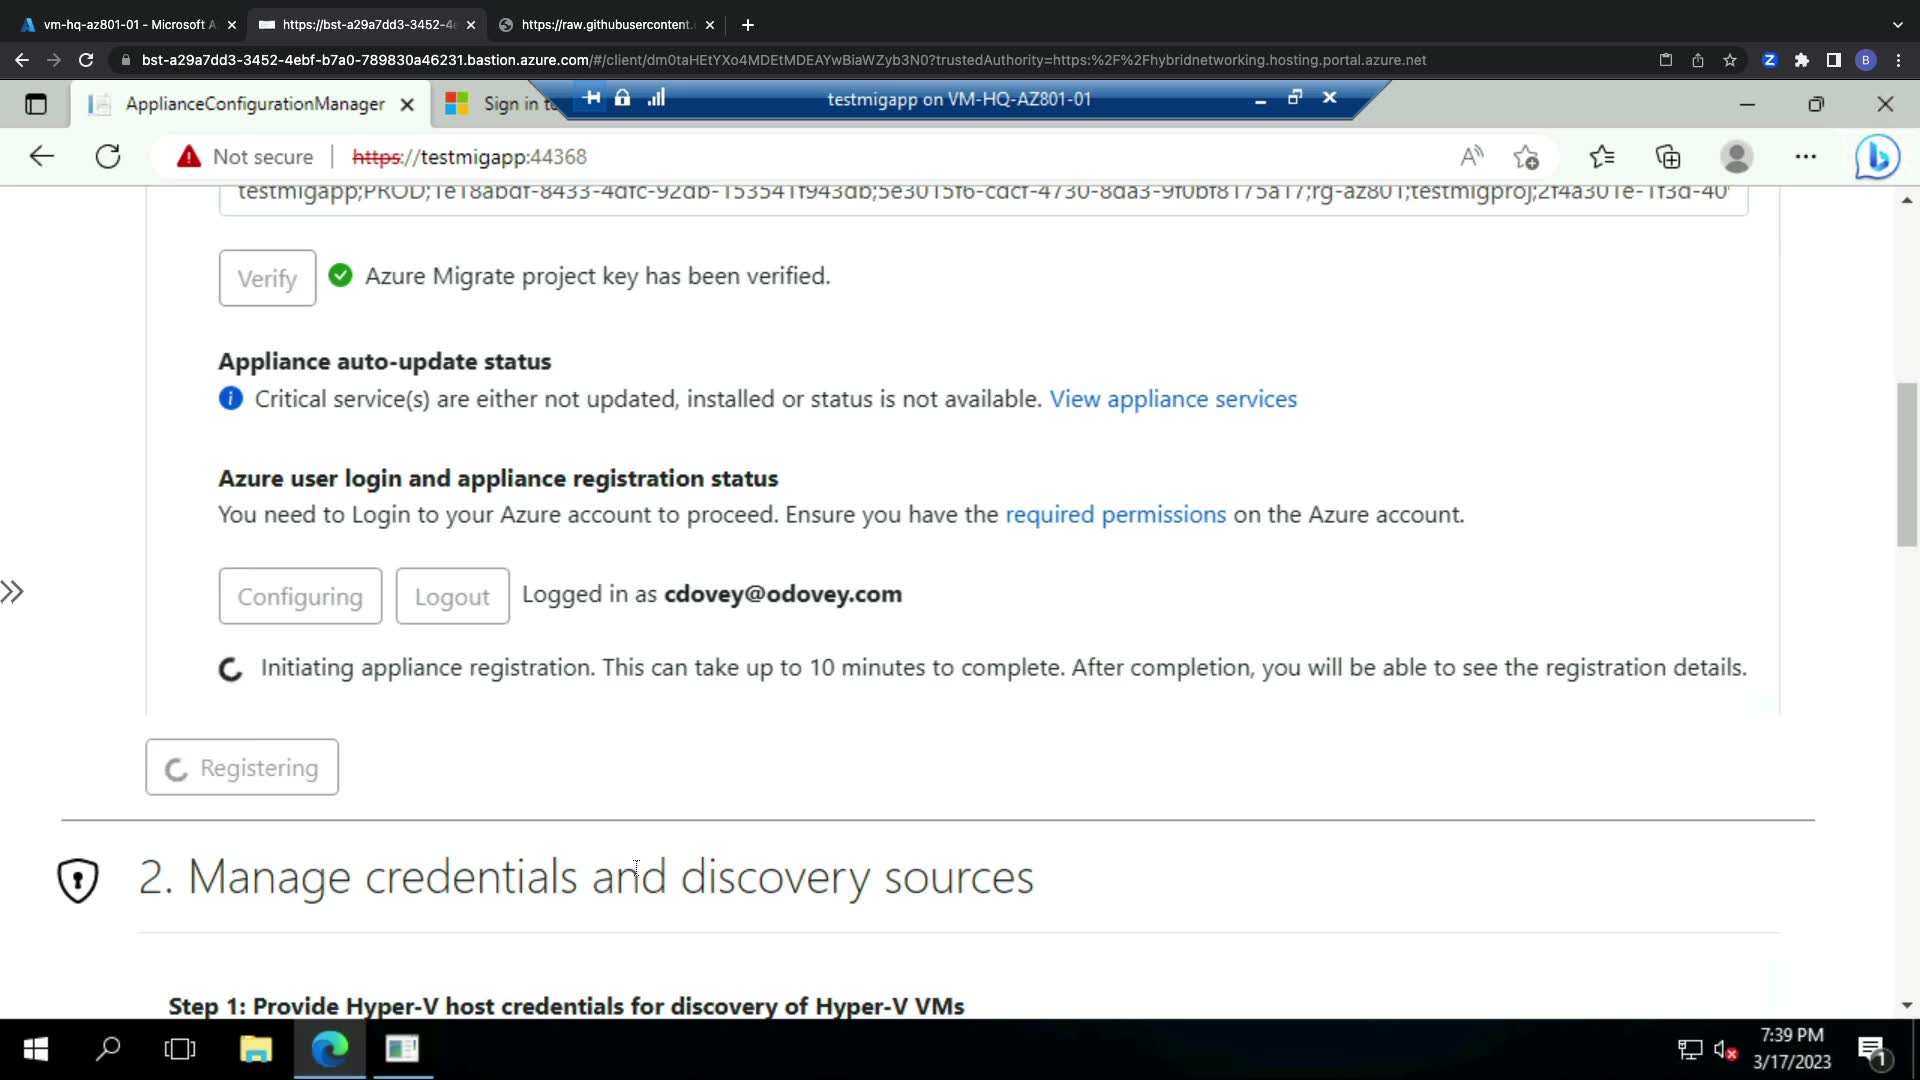 vm-hq-az801-01 - Microsoft A
https://bst-a29a7dd3-3452-4e
https://raw.githubusercontent.
bst-a29a7dd3-3452-4ebf-b7a0-789830a46231.bastion.azure.com/#/client/dm0taHEtYXo4MDEtMDEAYwBiaWZyb3N0?trustedAuthority=https:%2F%2Fhybridnetworking.hosting.portal.azure.net
B
ApplianceConfigurationManager
Sign in to
testmigapp on VM-HQ-AZ801-01
Not secure
https://testmigapp:44368
testmigapp;PROD;1e18abdf-8433-4dfc-92db-153541f943db;5e3015f6-cdcf-4730-8da3-9f0bf8175a17;rg-az801;testmigproj;2f4a301e-1f3d-40
Verify
Azure Migrate project key has been verified.
Appliance auto-update status
Critical service(s) are either not updated, installed or status is not available. View appliance services
Azure user login and appliance registration status
You need to Login to your Azure account to proceed. Ensure you have the required permissions on the Azure account.
Configuring
Logout
Logged in as cdovey@odovey.com
Initiating appliance registration. This can take up to 10 minutes to complete. After completion, you will be able to see the registration details.
Registering
2. Manage credentials and discovery sources
Step 1: Provide Hyper-V host credentials for discovery of Hyper-V VMs
7:39 PM
3/17/2023
1